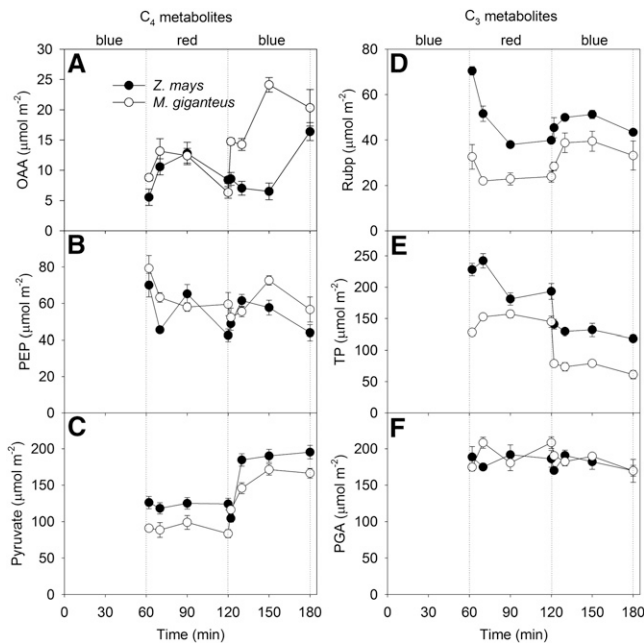 C4 metabolites
blue red blue
A
Z. mays
M. giganteus
OAA (μmol m-2)
30
25
20
15
10
5
0
B
PEP (μmol m-2)
80
60
40
20
0
C
Pyruvate (μmol m-2)
200
150
100
50
0
0 30 60 90 120 150 180
Time (min)
C3 metabolites
blue red blue
D
Rubp (μmol m-2)
80
60
40
20
0
E
TP (μmol m-2)
250
200
150
100
50
0
F
PGA (μmol m-2)
200
150
100
50
0
0 30 60 90 120 150 180
Time (min)